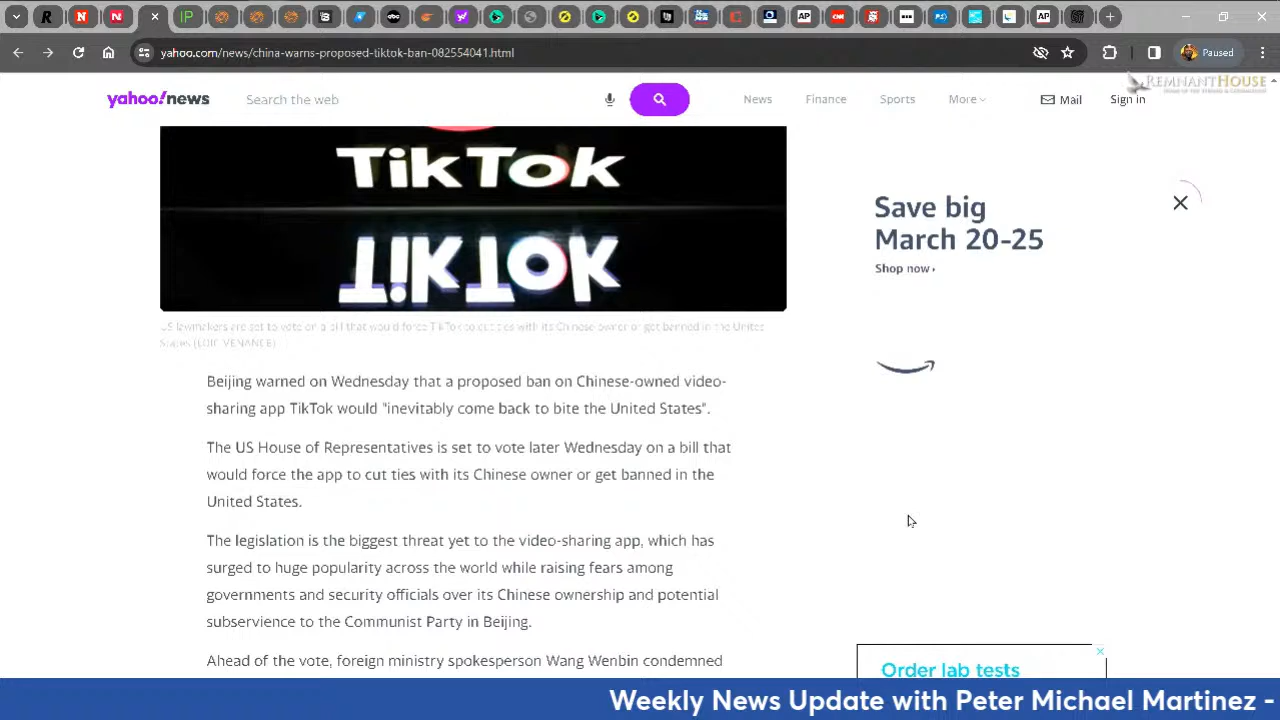 yahoo.com/news/china-warns-proposed-tiktok-ban-082554041.html
Paused
REMNANTHOUSE
yahoo!news
Search the web
News
Finance
Sports
More
Mail
Sign in
TikTok
TikTok
Save big
March 20-25
Shop now ›
US lawmakers are set to vote on a bill that would force TikTok to cut ties with its Chinese owner or get banned in the United
States (LOIC VENANCE)
Beijing warned on Wednesday that a proposed ban on Chinese-owned video-
sharing app TikTok would "inevitably come back to bite the United States".
The US House of Representatives is set to vote later Wednesday on a bill that
would force the app to cut ties with its Chinese owner or get banned in the
United States.
The legislation is the biggest threat yet to the video-sharing app, which has
surged to huge popularity across the world while raising fears among
governments and security officials over its Chinese ownership and potential
subservience to the Communist Party in Beijing.
Ahead of the vote, foreign ministry spokesperson Wang Wenbin condemned
Order lab tests
Weekly News Update with Peter Michael Martinez -